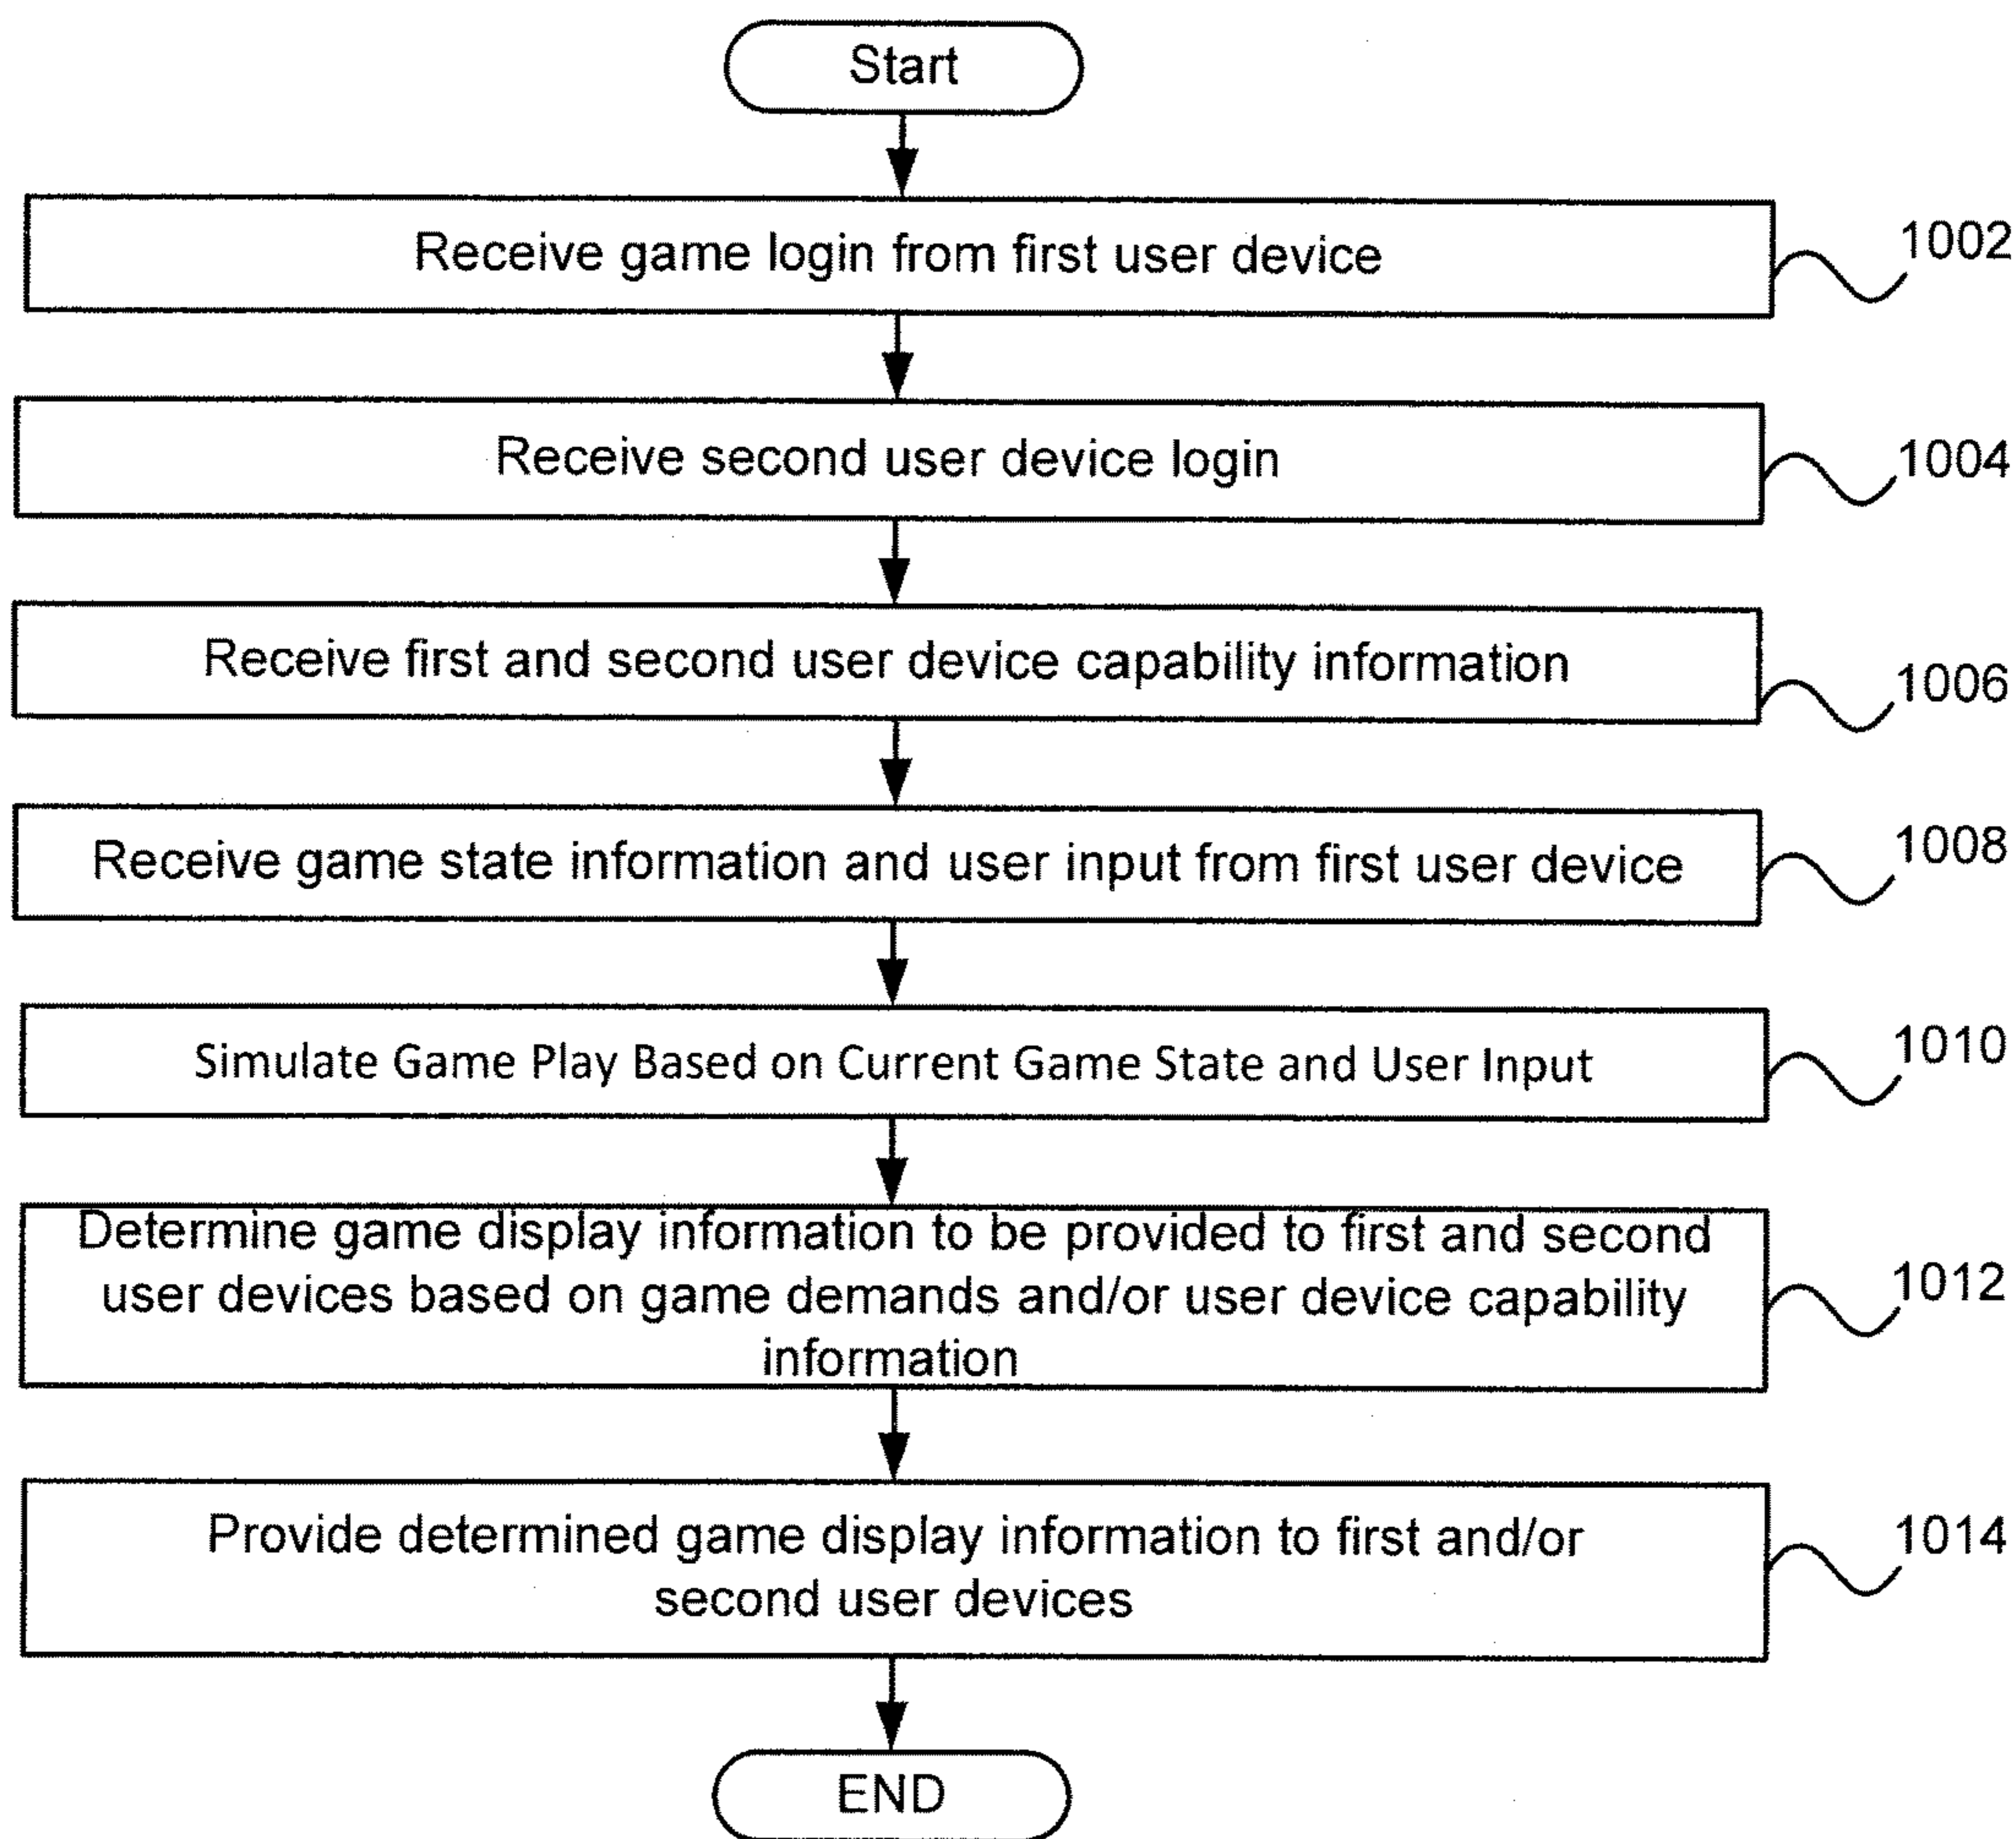 Start
Receive game login from first user device
1002
Receive second user device login
1004
Receive first and second user device capability information
1006
Receive game state information and user input from first user device
1008
Simulate Game Play Based on Current Game State and User Input
1010
Determine game display information to be provided to first and second
user devices based on game demands and/or user device capability
information
1012
Provide determined game display information to first and/or
second user devices
1014
END